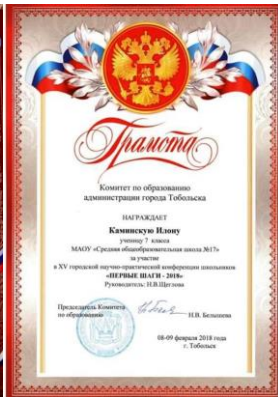 Грамота
Комитет по образованию
администрации города Тобольска
НАГРАЖДАЕТ
Каминскую Илону
ученицу 7 класса
МАОУ «Средняя общеобразовательная школа №17»
за участие
в XV городской научно-практической конференции школьников
«ПЕРВЫЕ ШАГИ - 2018»
Руководитель: Н.В.Щеглова
Председатель Комитета
по образованию
Н.В. Белышева
08-09 февраля 2018 года
г. Тобольск